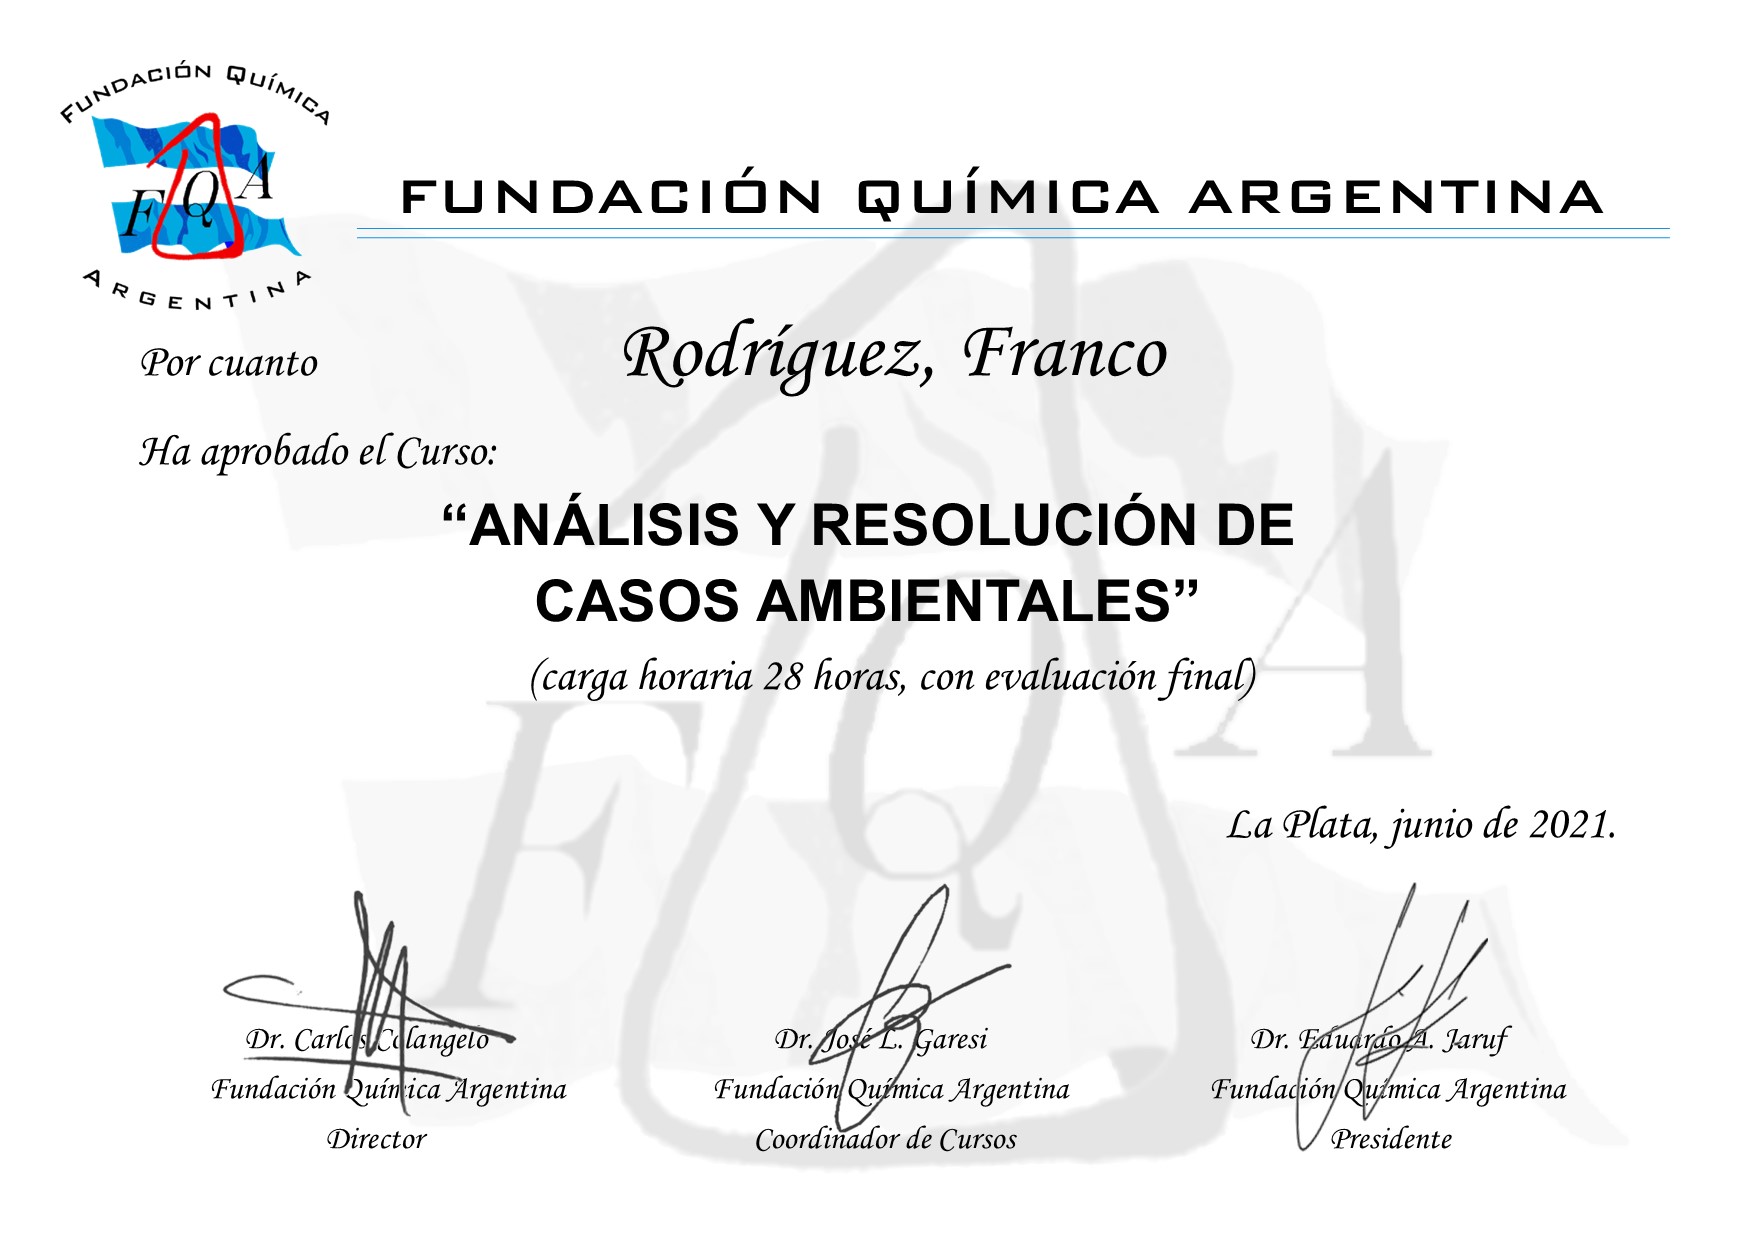 FUNDACIÓN QUÍMICA
FQA
ARGENTINA
FUNDACIÓN QUÍMICA ARGENTINA
Por cuanto Rodríguez, Franco
Ha aprobado el Curso:
“ANÁLISIS Y RESOLUCIÓN DE
CASOS AMBIENTALES”
(carga horaria 28 horas, con evaluación final)
FQA
La Plata, junio de 2021.
Dr. Carlos Colangelo Dr. José L. Garesi Dr. Eduardo A. Jaruf
Fundación Química Argentina Fundación Química Argentina Fundación Química Argentina
Director Coordinador de Cursos Presidente